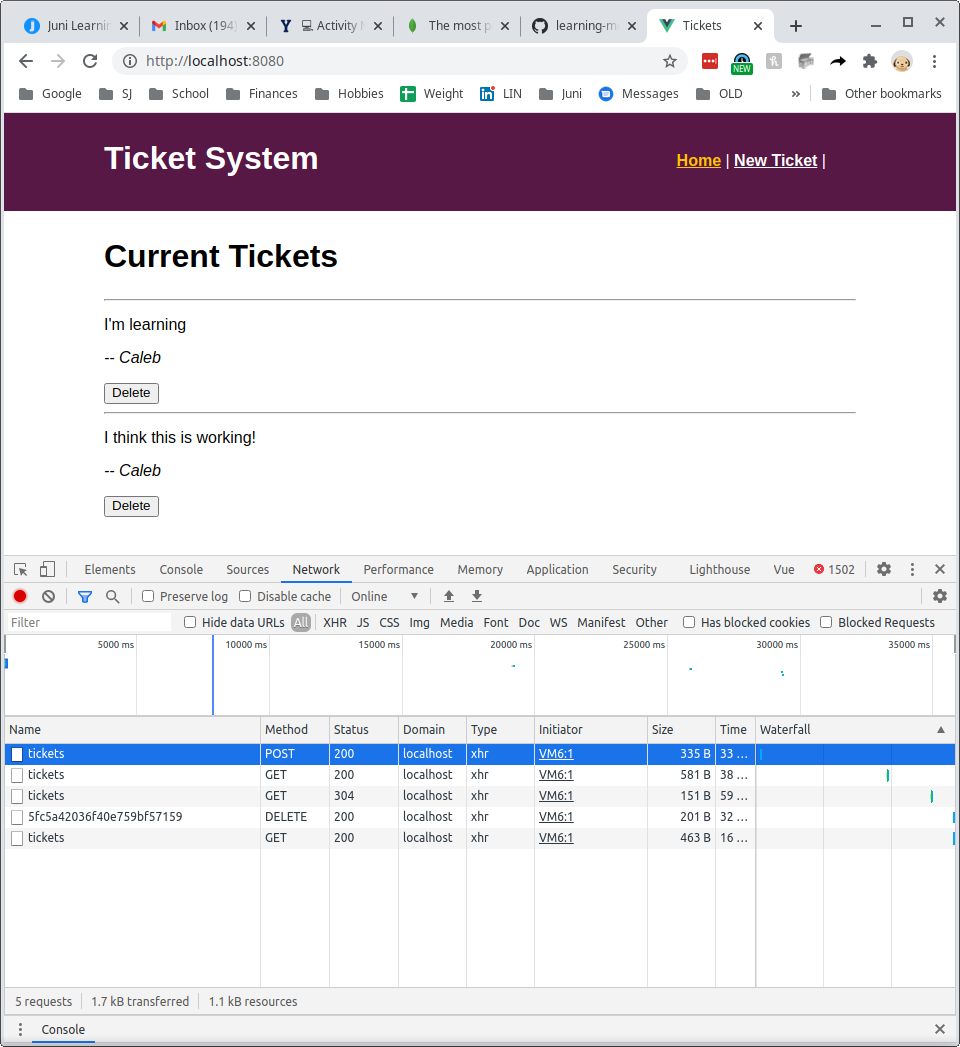 Juni Learnin Inbox (194) Activity N The most p learning-m Tickets
http://localhost:8080
NEW
Google SJ School Finances Hobbies Weight LIN Juni Messages OLD » Other bookmarks
Ticket System Home | New Ticket |
Current Tickets
I'm learning
-- Caleb
Delete
I think this is working!
-- Caleb
Delete
Elements Console Sources Network Performance Memory Application Security Lighthouse Vue 1502
Preserve log Disable cache Online
Filter Hide data URLs All XHR JS CSS Img Media Font Doc WS Manifest Other Has blocked cookies Blocked Requests
5000 ms 10000 ms 15000 ms 20000 ms 25000 ms 30000 ms 35000 ms
Name Method Status Domain Type Initiator Size Time Waterfall
tickets POST 200 localhost xhr VM6:1 335 B 33 ...
tickets GET 200 localhost xhr VM6:1 581 B 38 ...
tickets GET 304 localhost xhr VM6:1 151 B 59 ...
5fc5a42036f40e759bf57159 DELETE 200 localhost xhr VM6:1 201 B 32 ...
tickets GET 200 localhost xhr VM6:1 463 B 16 ...
5 requests 1.7 kB transferred 1.1 kB resources
Console